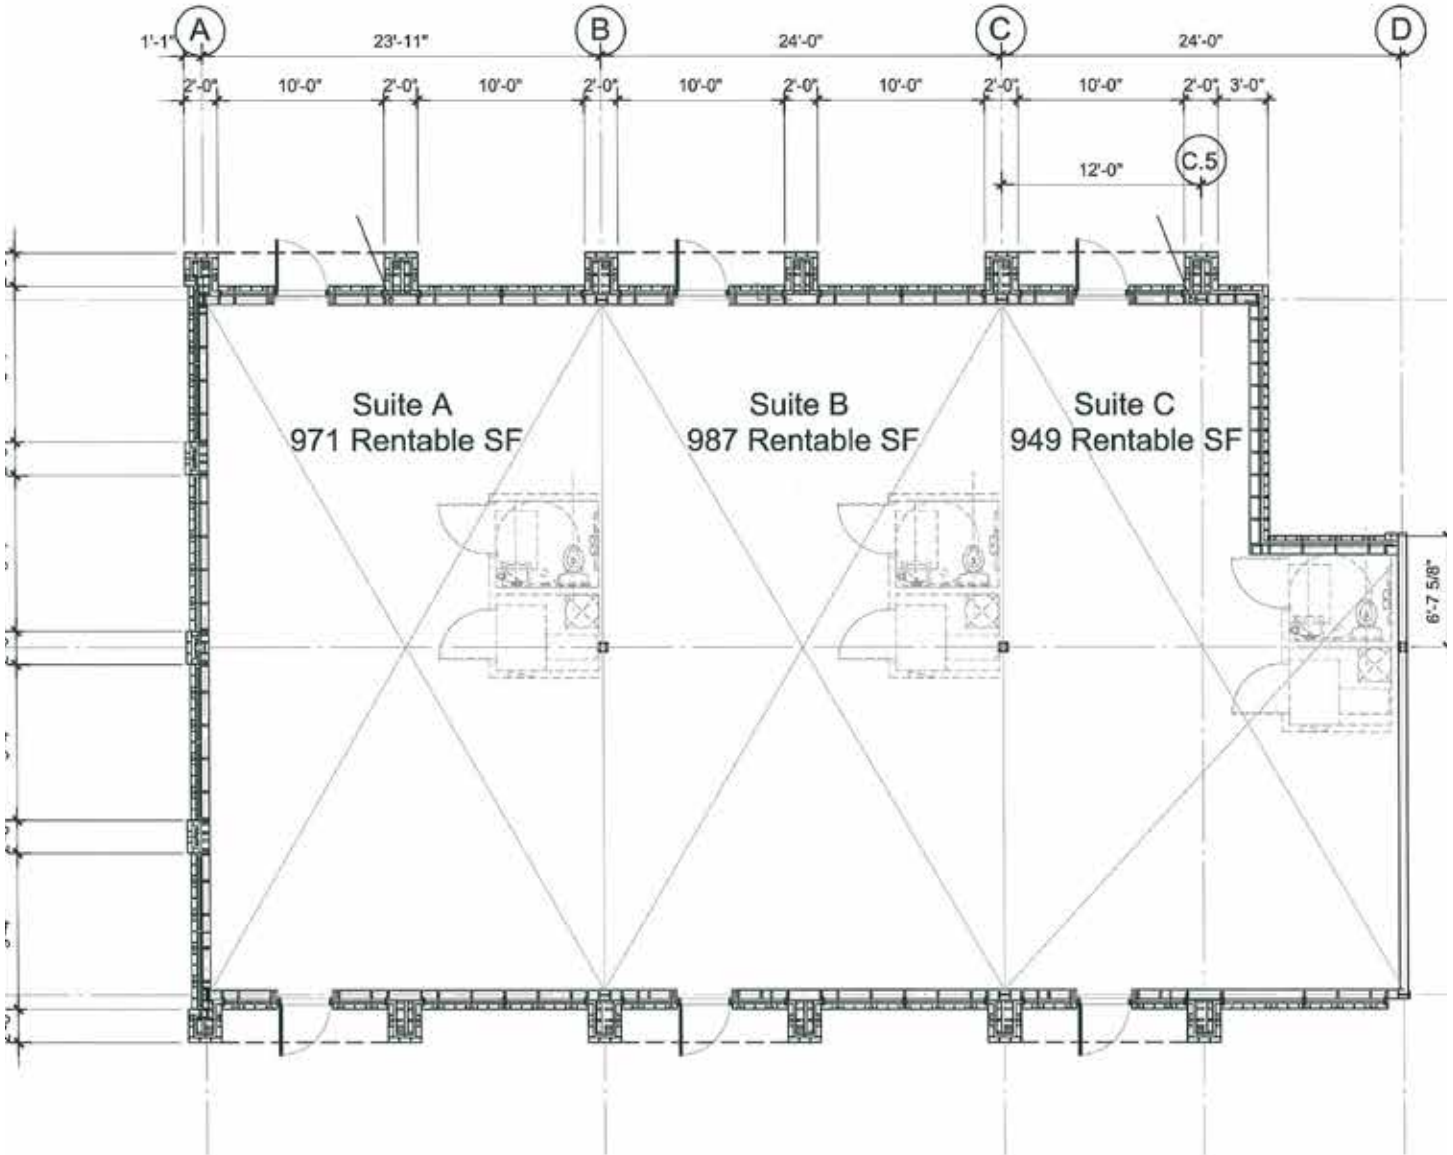 A B C D
1'-1" 23'-11" 24'-0" 24'-0"
2'-0" 10'-0" 2'-0" 10'-0" 2'-0" 10'-0" 2'-0" 10'-0" 2'-0" 10'-0" 2'-0" 3'-0"
C.5
12'-0"
Suite A
971 Rentable SF
Suite B
987 Rentable SF
Suite C
949 Rentable SF
6'-7 5/8"